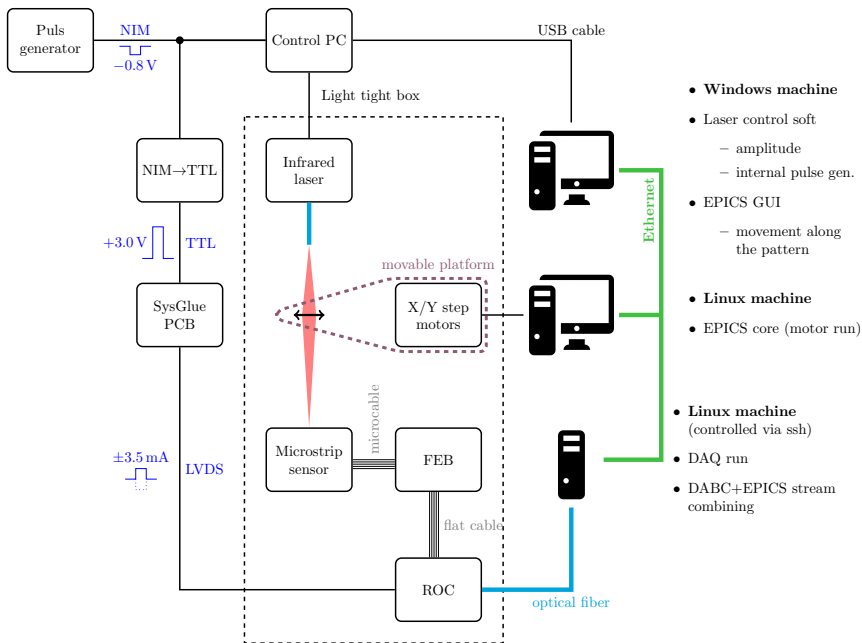 Puls
generator
NIM
−0.8 V
Control PC
USB cable
Light tight box
NIM→TTL
Infrared
laser
+3.0 V
TTL
SysGlue
PCB
movable platform
X/Y step
motors
Ethernet
• Windows machine
• Laser control soft
– amplitude
– internal pulse gen.
• EPICS GUI
– movement along
the pattern
• Linux machine
• EPICS core (motor run)
±3.5 mA
LVDS
Microstrip
sensor
microcable
FEB
flat cable
ROC
optical fiber
• Linux machine
(controlled via ssh)
• DAQ run
• DABC+EPICS stream
combining